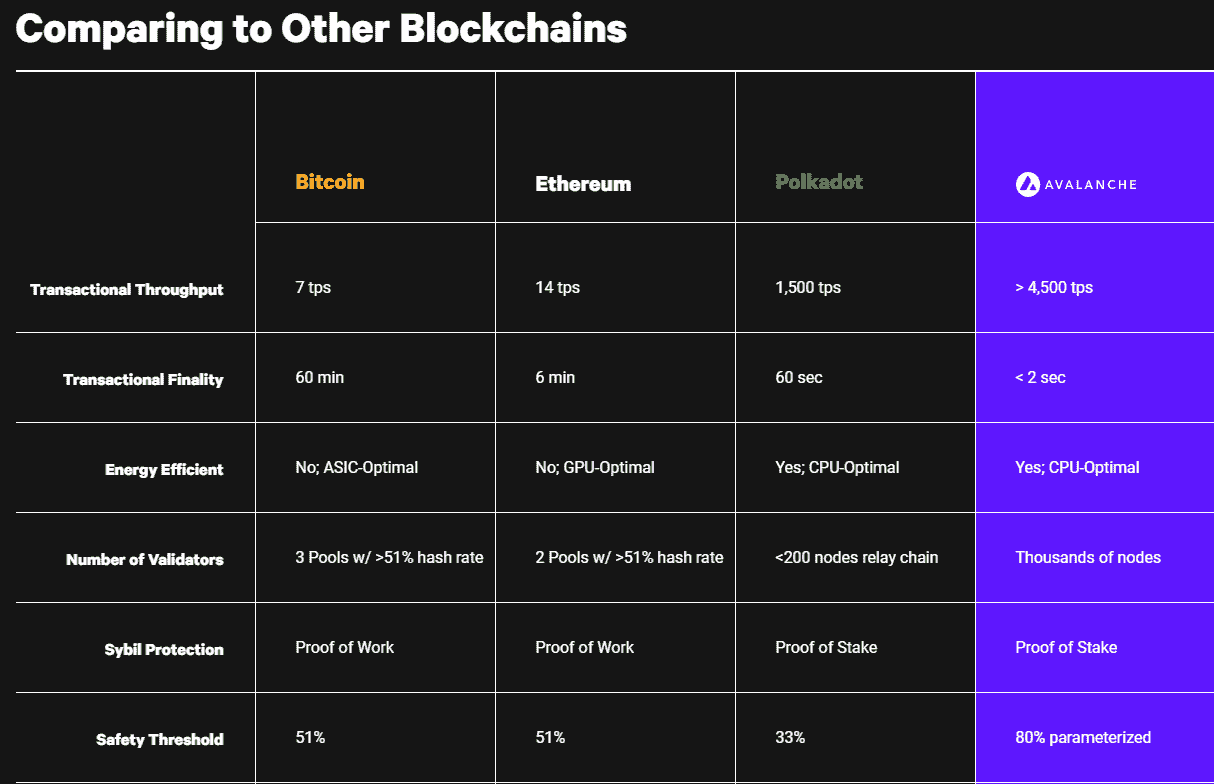 Comparing to Other Blockchains
Bitcoin
Ethereum
Polkadot
AVALANCHE
Transactional Throughput
7 tps
14 tps
1,500 tps
> 4,500 tps
Transactional Finality
60 min
6 min
60 sec
< 2 sec
Energy Efficient
No; ASIC-Optimal
No; GPU-Optimal
Yes; CPU-Optimal
Yes; CPU-Optimal
Number of Validators
3 Pools w/ >51% hash rate
2 Pools w/ >51% hash rate
<200 nodes relay chain
Thousands of nodes
Sybil Protection
Proof of Work
Proof of Work
Proof of Stake
Proof of Stake
Safety Threshold
51%
51%
33%
80% parameterized